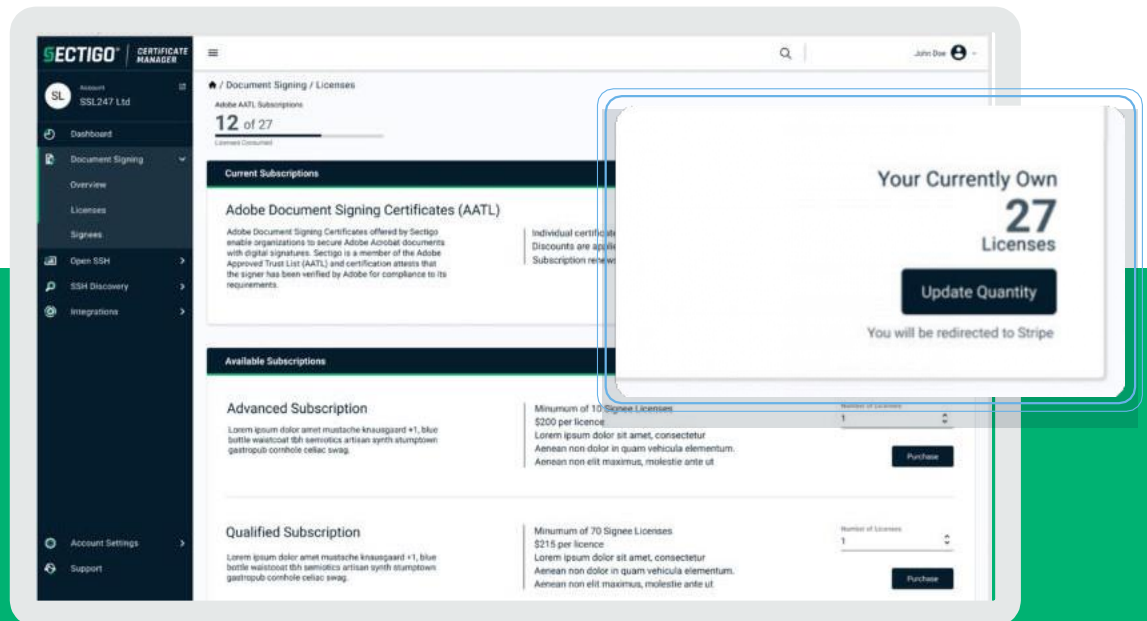 SECTIGO® CERTIFICATE MANAGER
John Doe
SL
Account
SSL247 Ltd
Dashboard
Document Signing
Overview
Licenses
Signees
Open SSH
SSH Discovery
Integrations
Account Settings
Support
/ Document Signing / Licenses
Adobe AATL Subscriptions
12 of 27
Licenses Consumed
Current Subscriptions
Adobe Document Signing Certificates (AATL)
Adobe Document Signing Certificates offered by Sectigo
enable organizations to secure Adobe Acrobat documents
with digital signatures. Sectigo is a member of the Adobe
Approved Trust List (AATL) and certification attests that
the signer has been verified by Adobe for compliance to its
requirements.
Individual certificate
Discounts are applie
Subscription renews
Your Currently Own
27
Licenses
Update Quantity
You will be redirected to Stripe
Available Subscriptions
Advanced Subscription
Lorem ipsum dolor amet mustache knausgaard +1, blue
bottle waistcoat tbh semiotics artisan synth stumptown
gastropub cornhole celiac swag.
Minumum of 10 Signee Licenses
$200 per licence
Lorem ipsum dolor sit amet, consectetur
Aenean non dolor in quam vehicula elementum.
Aenean non elit maximus, molestie ante ut
Number of Licenses
1
Purchase
Qualified Subscription
Lorem ipsum dolor amet mustache knausgaard +1, blue
bottle waistcoat tbh semiotics artisan synth stumptown
gastropub cornhole celiac swag.
Minumum of 70 Signee Licenses
$215 per licence
Lorem ipsum dolor sit amet, consectetur
Aenean non dolor in quam vehicula elementum.
Aenean non elit maximus, molestie ante ut
Number of Licenses
1
Purchase